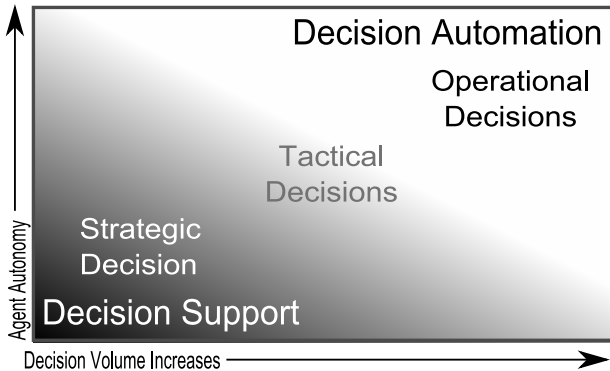 Decision Automation
Operational
Decisions
Tactical
Decisions
Strategic
Decision
Decision Support
Agent Autonomy
Decision Volume Increases